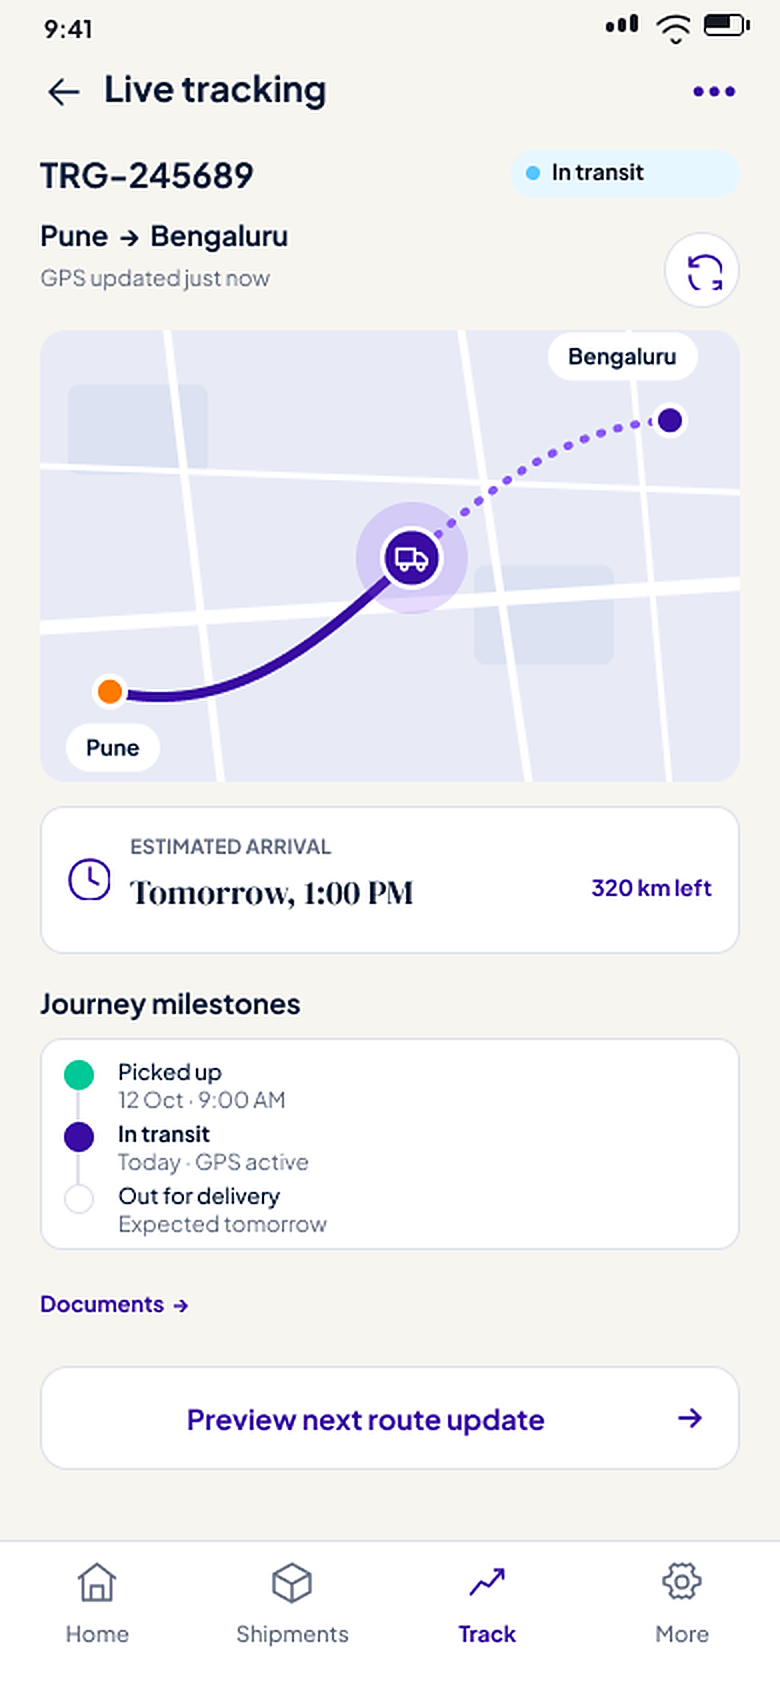 9:41
Live tracking
TRG-245689
In transit
Pune → Bengaluru
GPS updated just now
Bengaluru
Pune
ESTIMATED ARRIVAL
Tomorrow, 1:00 PM
320 km left
Journey milestones
Picked up
12 Oct · 9:00 AM
In transit
Today · GPS active
Out for delivery
Expected tomorrow
Documents →
Preview next route update →
Home
Shipments
Track
More